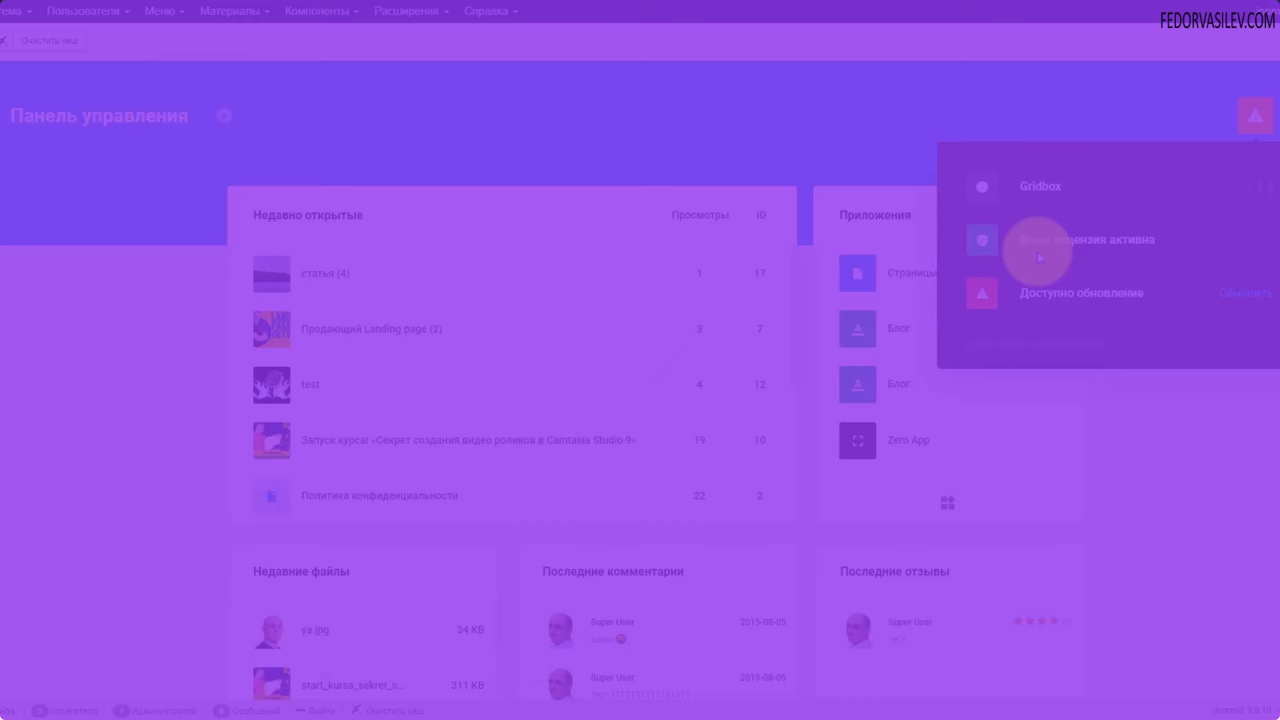 Пользователи Меню Материалы Компоненты Расширения Справка
FEDORVASILEV.COM
Очистить кеш
Панель управления
Gridbox
лицензия активна
Доступно обновление
Недавно открытые Просмотры ID
статья (4) 1 17
Продающий Landing page (2) 3 7
test 4 12
Запуск курса! «Секрет создания видео роликов в Camtasia Studio 9» 19 10
Политика конфиденциальности 22 2
Приложения
Страницы
Блог
Блог
Zero App
Недавние файлы
ya.jpg 34 KB
start_kursa_sekret_s... 311 KB
Последние комментарии
Super User 2019-08-05
Super User 2019-08-05
Последние отзывы
Super User
Администратор Сообщений Выйти Очистить кеш